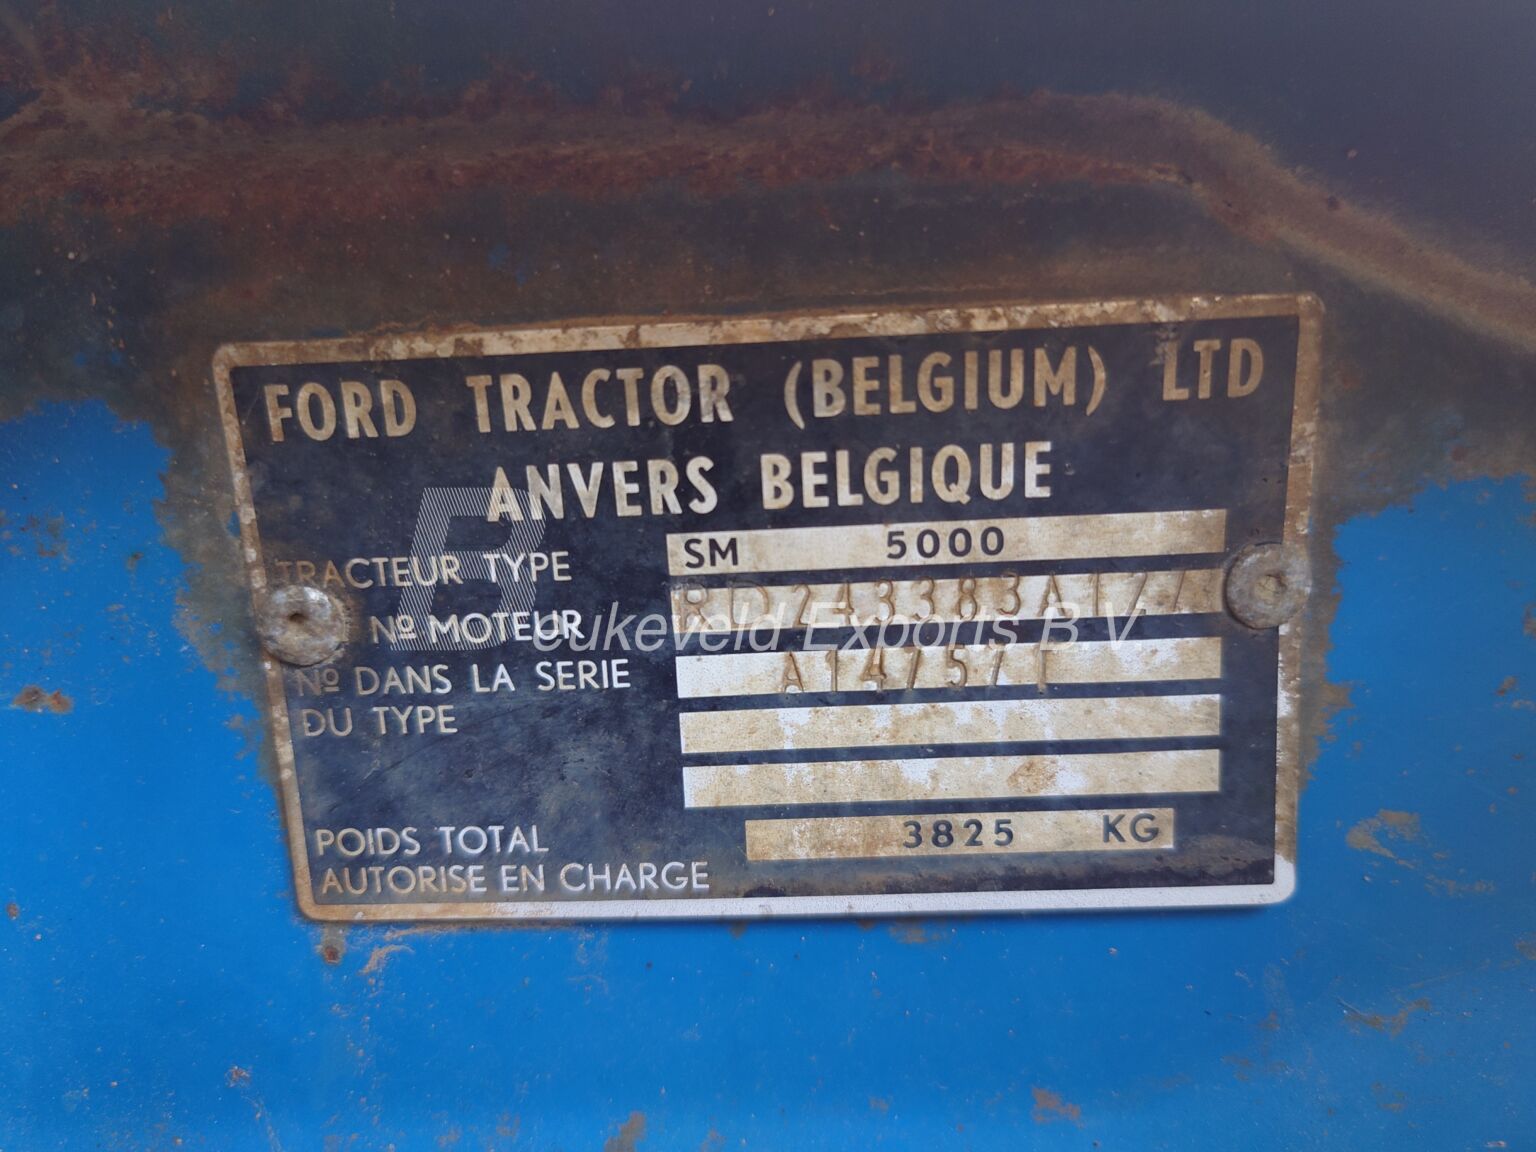 FORD TRACTOR (BELGIUM) LTD
ANVERS BELGIQUE
TRACTEUR TYPE SM 5000
Nº MOTEUR
Nº DANS LA SERIE
DU TYPE
POIDS TOTAL
AUTORISE EN CHARGE 3825 KG
Beukeveld Exports B.V.